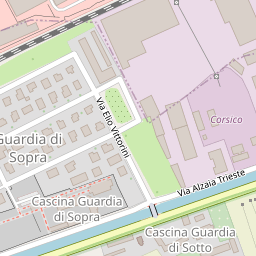 Via Elio Vittorini
Corsico
Guardia di
Sopra
Via Alzaia Trieste
Cascina Guardia
di Sopra
Cascina Guardia
di Sotto